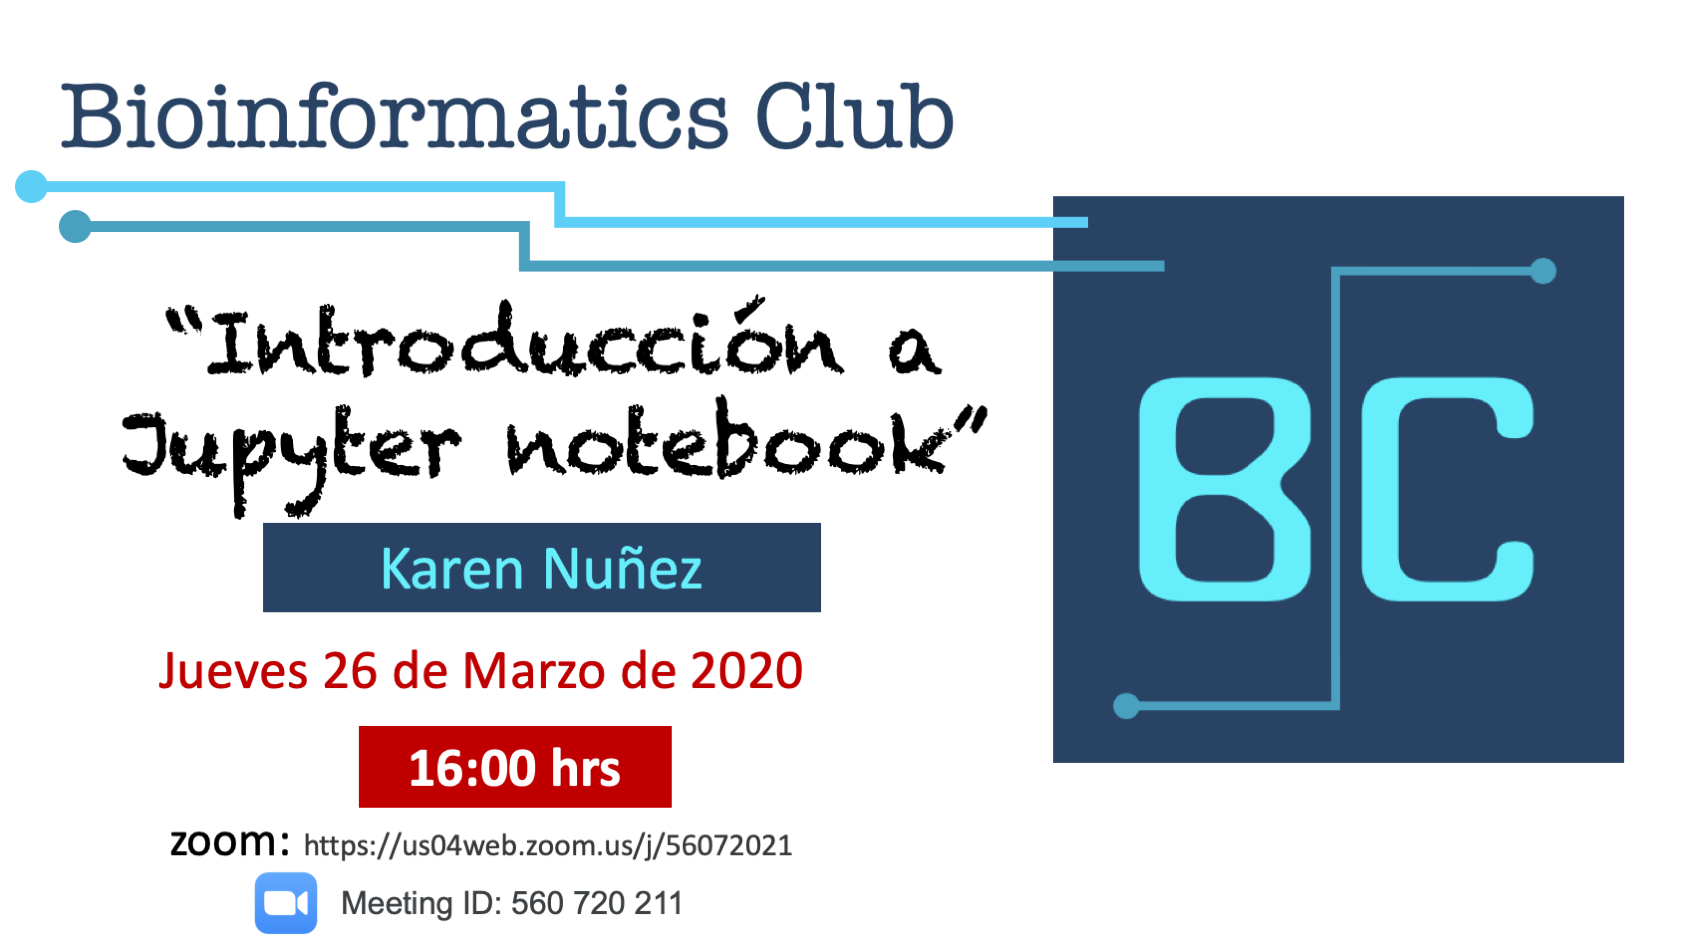 Bioinformatics Club
“Introducción a
Jupyter notebook”
Karen Nuñez
Jueves 26 de Marzo de 2020
16:00 hrs
zoom: https://us04web.zoom.us/j/56072021
Meeting ID: 560 720 211
BC